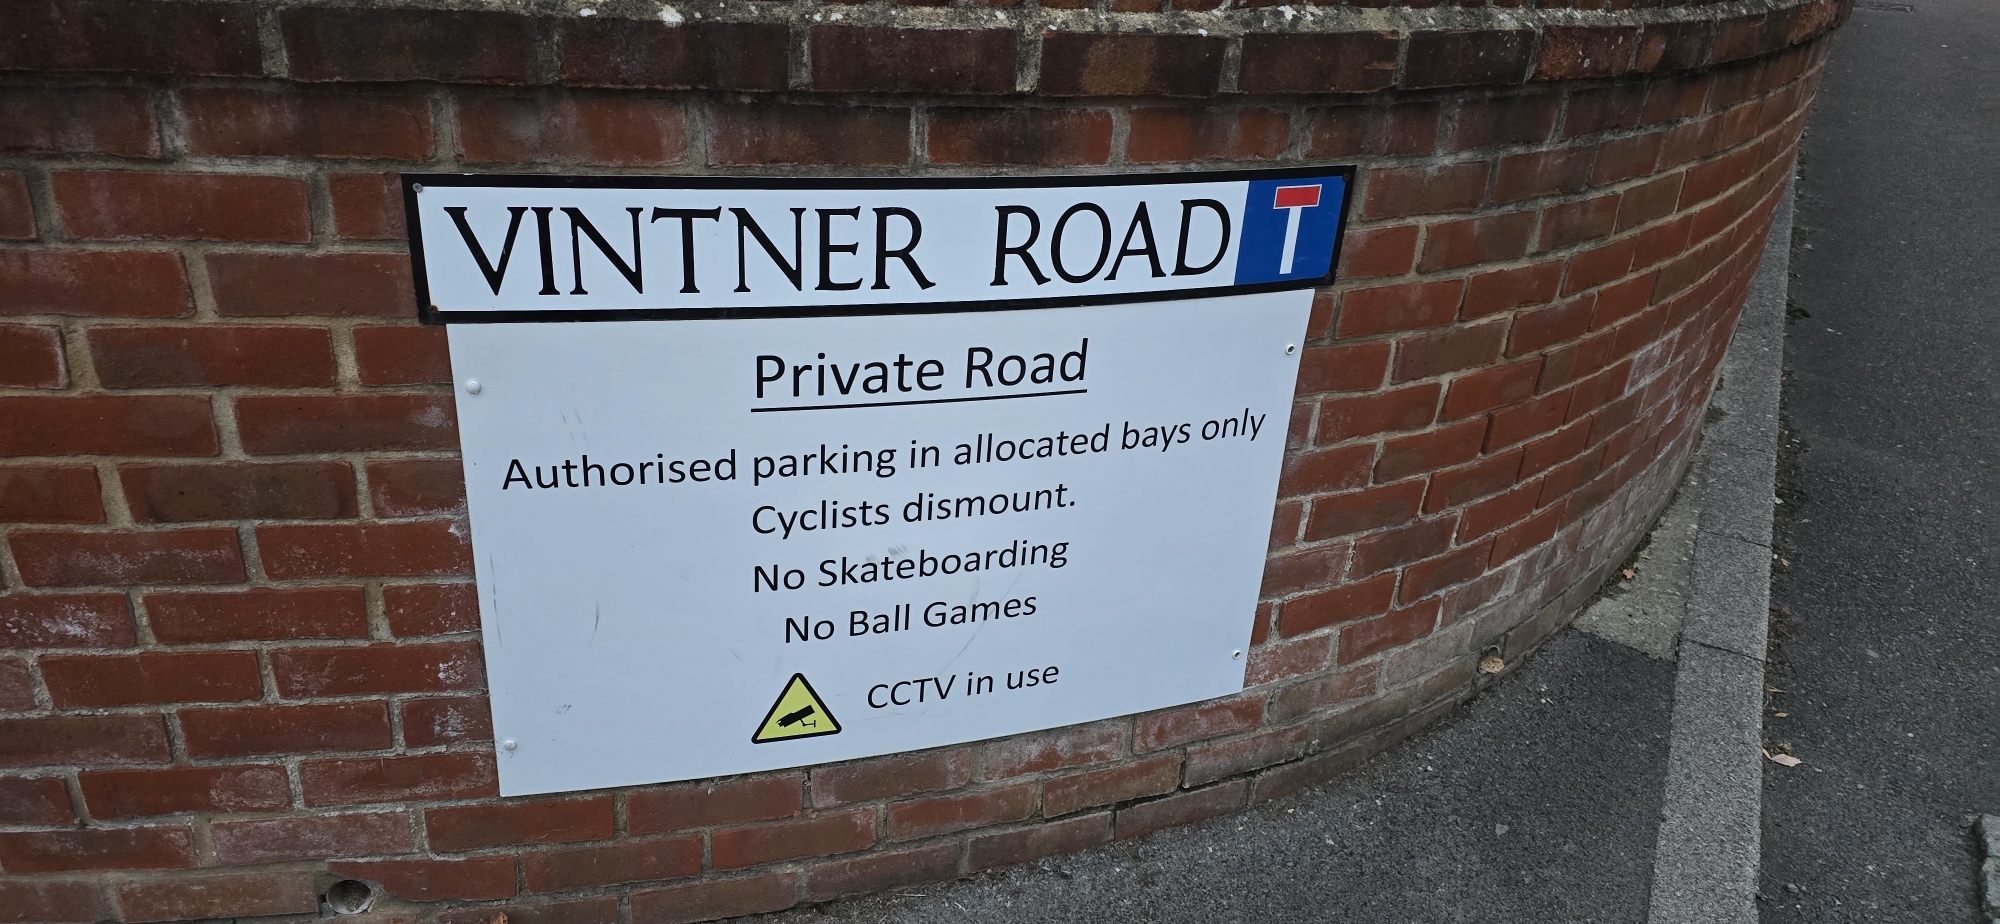 VINTNER ROAD
Private Road
Authorised parking in allocated bays only
Cyclists dismount.
No Skateboarding
No Ball Games
CCTV in use